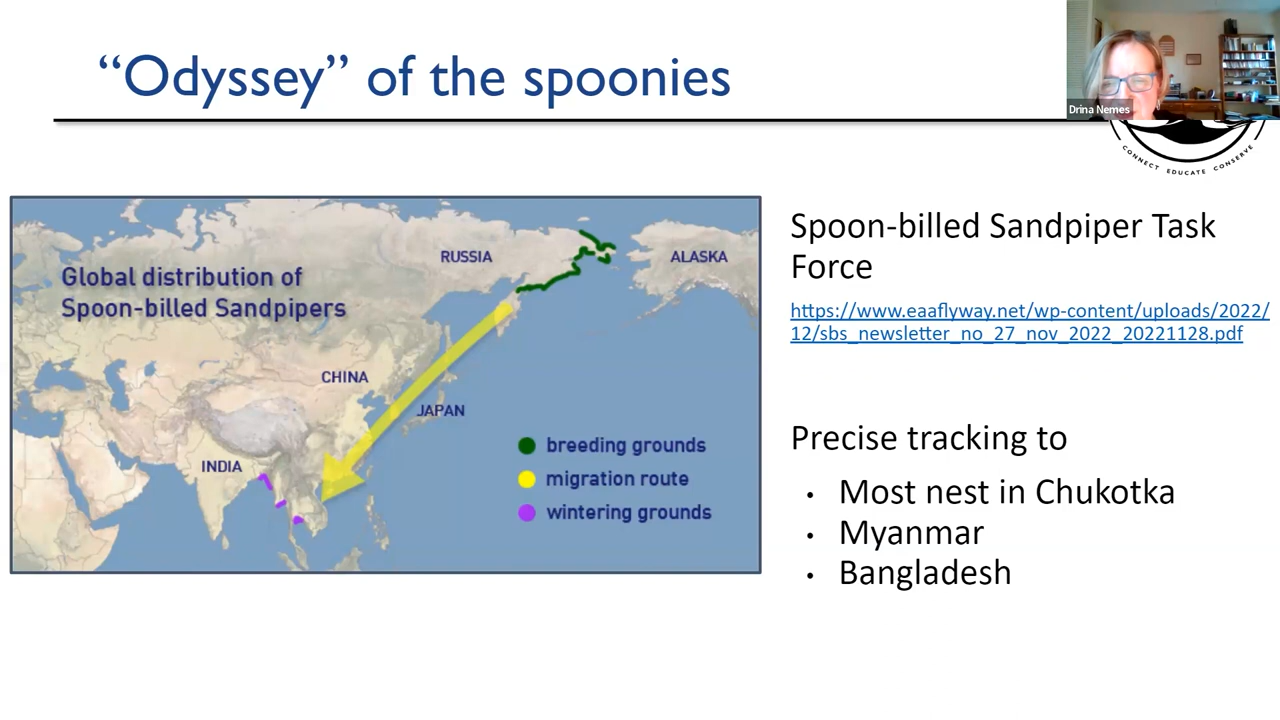 “Odyssey” of the spoonies
Drina Nemes
CONNECT EDUCATE CONSERVE
Global distribution of
Spoon-billed Sandpipers
RUSSIA
ALASKA
CHINA
JAPAN
INDIA
breeding grounds
migration route
wintering grounds
Spoon-billed Sandpiper Task
Force
https://www.eaaflyway.net/wp-content/uploads/2022/
12/sbs_newsletter_no_27_nov_2022_20221128.pdf
Precise tracking to
• Most nest in Chukotka
• Myanmar
• Bangladesh